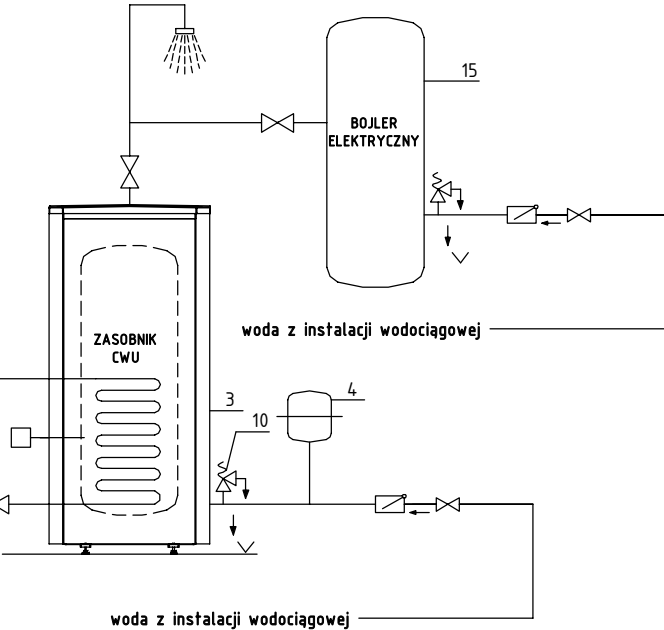 15
BOJLER
ELEKTRYCZNY
woda z instalacji wodociągowej
ZASOBNIK
CWU
3
4
10
woda z instalacji wodociągowej